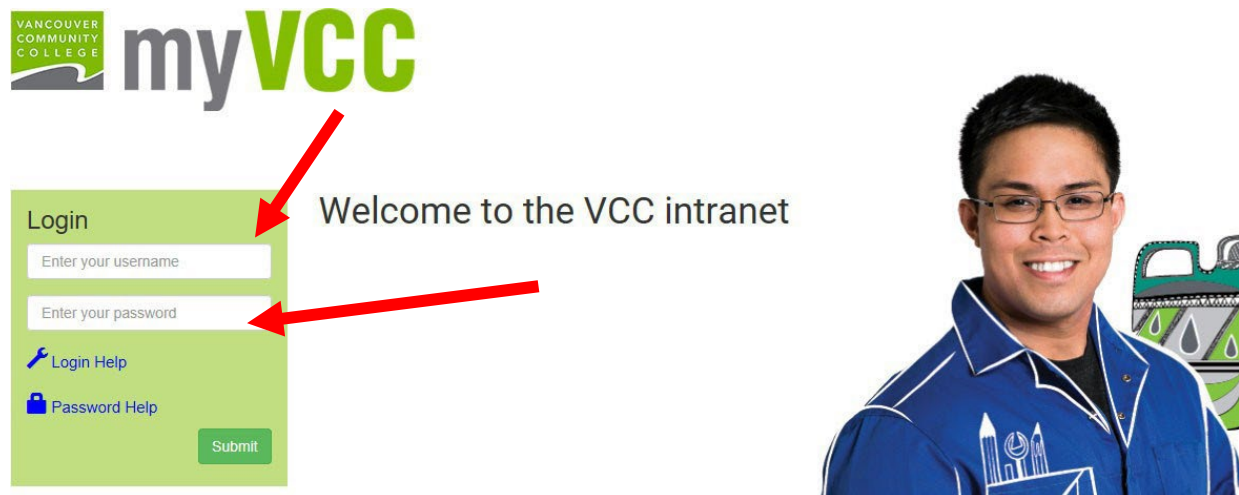 VANCOUVER
COMMUNITY
COLLEGE
myVCC
Login
Enter your username
Enter your password
Login Help
Password Help
Submit
Welcome to the VCC intranet